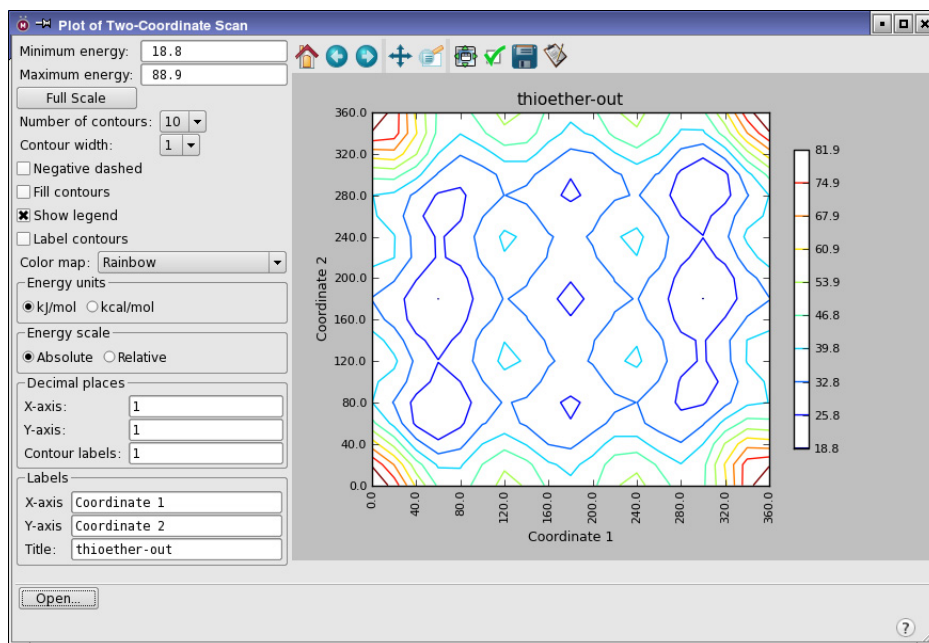 Plot of Two-Coordinate Scan
Minimum energy: 18.8
Maximum energy: 88.9
Full Scale
Number of contours: 10
Contour width: 1
Negative dashed
Fill contours
Show legend
Label contours
Color map: Rainbow
Energy units
kJ/mol kcal/mol
Energy scale
Absolute Relative
Decimal places
X-axis: 1
Y-axis: 1
Contour labels: 1
Labels
X-axis Coordinate 1
Y-axis Coordinate 2
Title: thioether-out
Open...
thioether-out
360.0
320.0
280.0
240.0
200.0
160.0
120.0
80.0
40.0
0.0
Coordinate 2
0.0
40.0
80.0
120.0
160.0
200.0
240.0
280.0
320.0
360.0
Coordinate 1
81.9
74.9
67.9
60.9
53.9
46.8
39.8
32.8
25.8
18.8
?